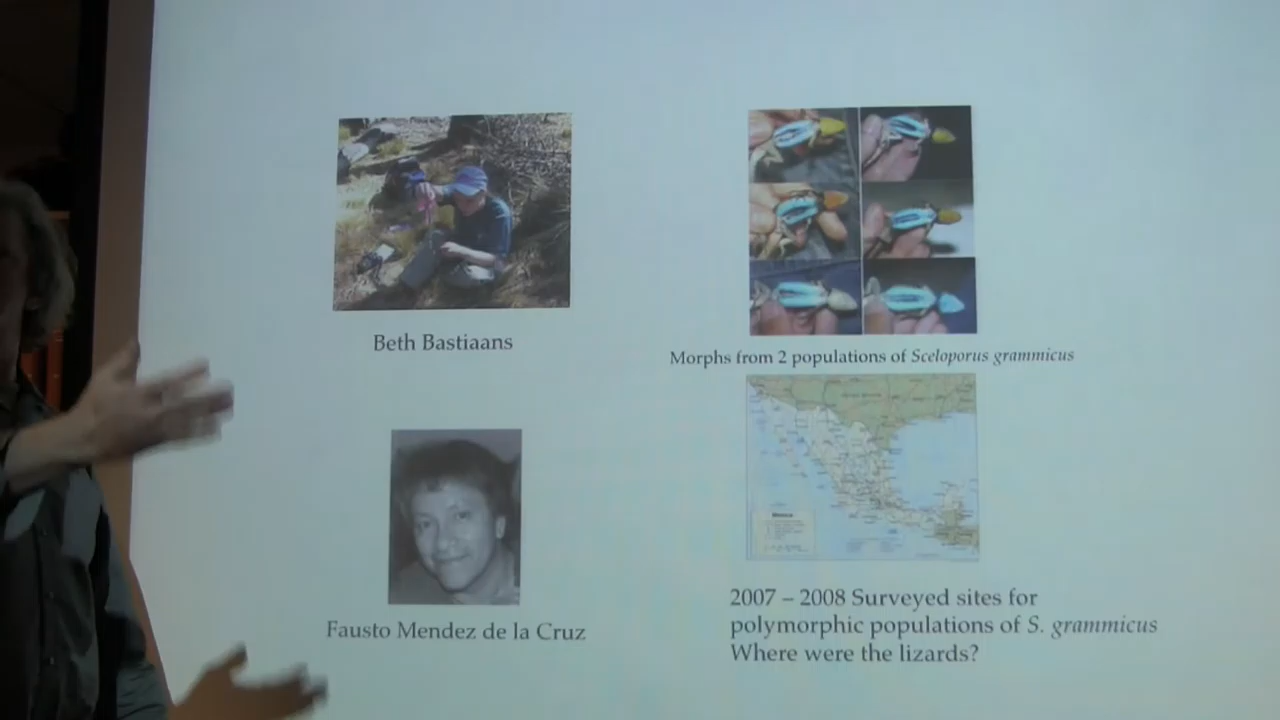 Beth Bastiaans
Morphs from 2 populations of Sceloporus grammicus
Fausto Mendez de la Cruz
2007 – 2008 Surveyed sites for
polymorphic populations of S. grammicus
Where were the lizards?